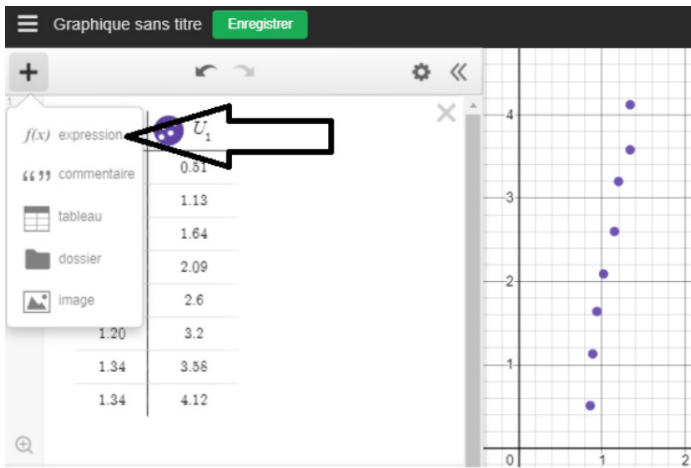 Graphique sans titre Enregistrer
1
f(x) expression U1
0.51
“ ” commentaire
1.13
tableau
1.64
dossier
2.09
image
2.6
1.20 3.2
1.34 3.58
1.34 4.12
4
3
2
1
0 1 2